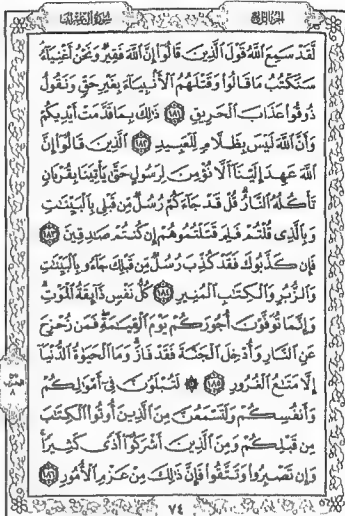 الجزء الرابع
سورة آل عمران
لَّقَدْ سَمِعَ ٱللَّهُ قَوْلَ ٱلَّذِينَ قَالُوٓا۟ إِنَّ ٱللَّهَ فَقِيرٌ وَنَحْنُ أَغْنِيَآءُ
سَنَكْتُبُ مَا قَالُوا۟ وَقَتْلَهُمُ ٱلْأَنۢبِيَآءَ بِغَيْرِ حَقٍّ وَنَقُولُ
ذُوقُوا۟ عَذَابَ ٱلْحَرِيقِ ١٨١ ذَٰلِكَ بِمَا قَدَّمَتْ أَيْدِيكُمْ
وَأَنَّ ٱللَّهَ لَيْسَ بِظَلَّامٍ لِّلْعَبِيدِ ١٨٢ ٱلَّذِينَ قَالُوٓا۟ إِنَّ
ٱللَّهَ عَهِدَ إِلَيْنَآ أَلَّا نُؤْمِنَ لِرَسُولٍ حَتَّىٰ يَأْتِيَنَا بِقُرْبَانٍ
تَأْكُلُهُ ٱلنَّارُ قُلْ قَدْ جَآءَكُمْ رُسُلٌ مِّن قَبْلِى بِٱلْبَيِّنَٰتِ
وَبِٱلَّذِى قُلْتُمْ فَلِمَ قَتَلْتُمُوهُمْ إِن كُنتُمْ صَٰدِقِينَ ١٨٣
فَإِن كَذَّبُوكَ فَقَدْ كُذِّبَ رُسُلٌ مِّن قَبْلِكَ جَآءُو بِٱلْبَيِّنَٰتِ
وَٱلزُّبُرِ وَٱلْكِتَٰبِ ٱلْمُنِيرِ ١٨٤ كُلُّ نَفْسٍ ذَآئِقَةُ ٱلْمَوْتِ
وَإِنَّمَا تُوَفَّوْنَ أُجُورَكُمْ يَوْمَ ٱلْقِيَٰمَةِ فَمَن زُحْزِحَ
عَنِ ٱلنَّارِ وَأُدْخِلَ ٱلْجَنَّةَ فَقَدْ فَازَ وَمَا ٱلْحَيَوٰةُ ٱلدُّنْيَآ
إِلَّا مَتَٰعُ ٱلْغُرُورِ ١٨٥ ۞ لَتُبْلَوُنَّ فِىٓ أَمْوَٰلِكُمْ
وَأَنفُسِكُمْ وَلَتَسْمَعُنَّ مِنَ ٱلَّذِينَ أُوتُوا۟ ٱلْكِتَٰبَ
مِن قَبْلِكُمْ وَمِنَ ٱلَّذِينَ أَشْرَكُوٓا۟ أَذًى كَثِيرًا
وَإِن تَصْبِرُوا۟ وَتَتَّقُوا۟ فَإِنَّ ذَٰلِكَ مِنْ عَزْمِ ٱلْأُمُورِ ١٨٦
٧٤